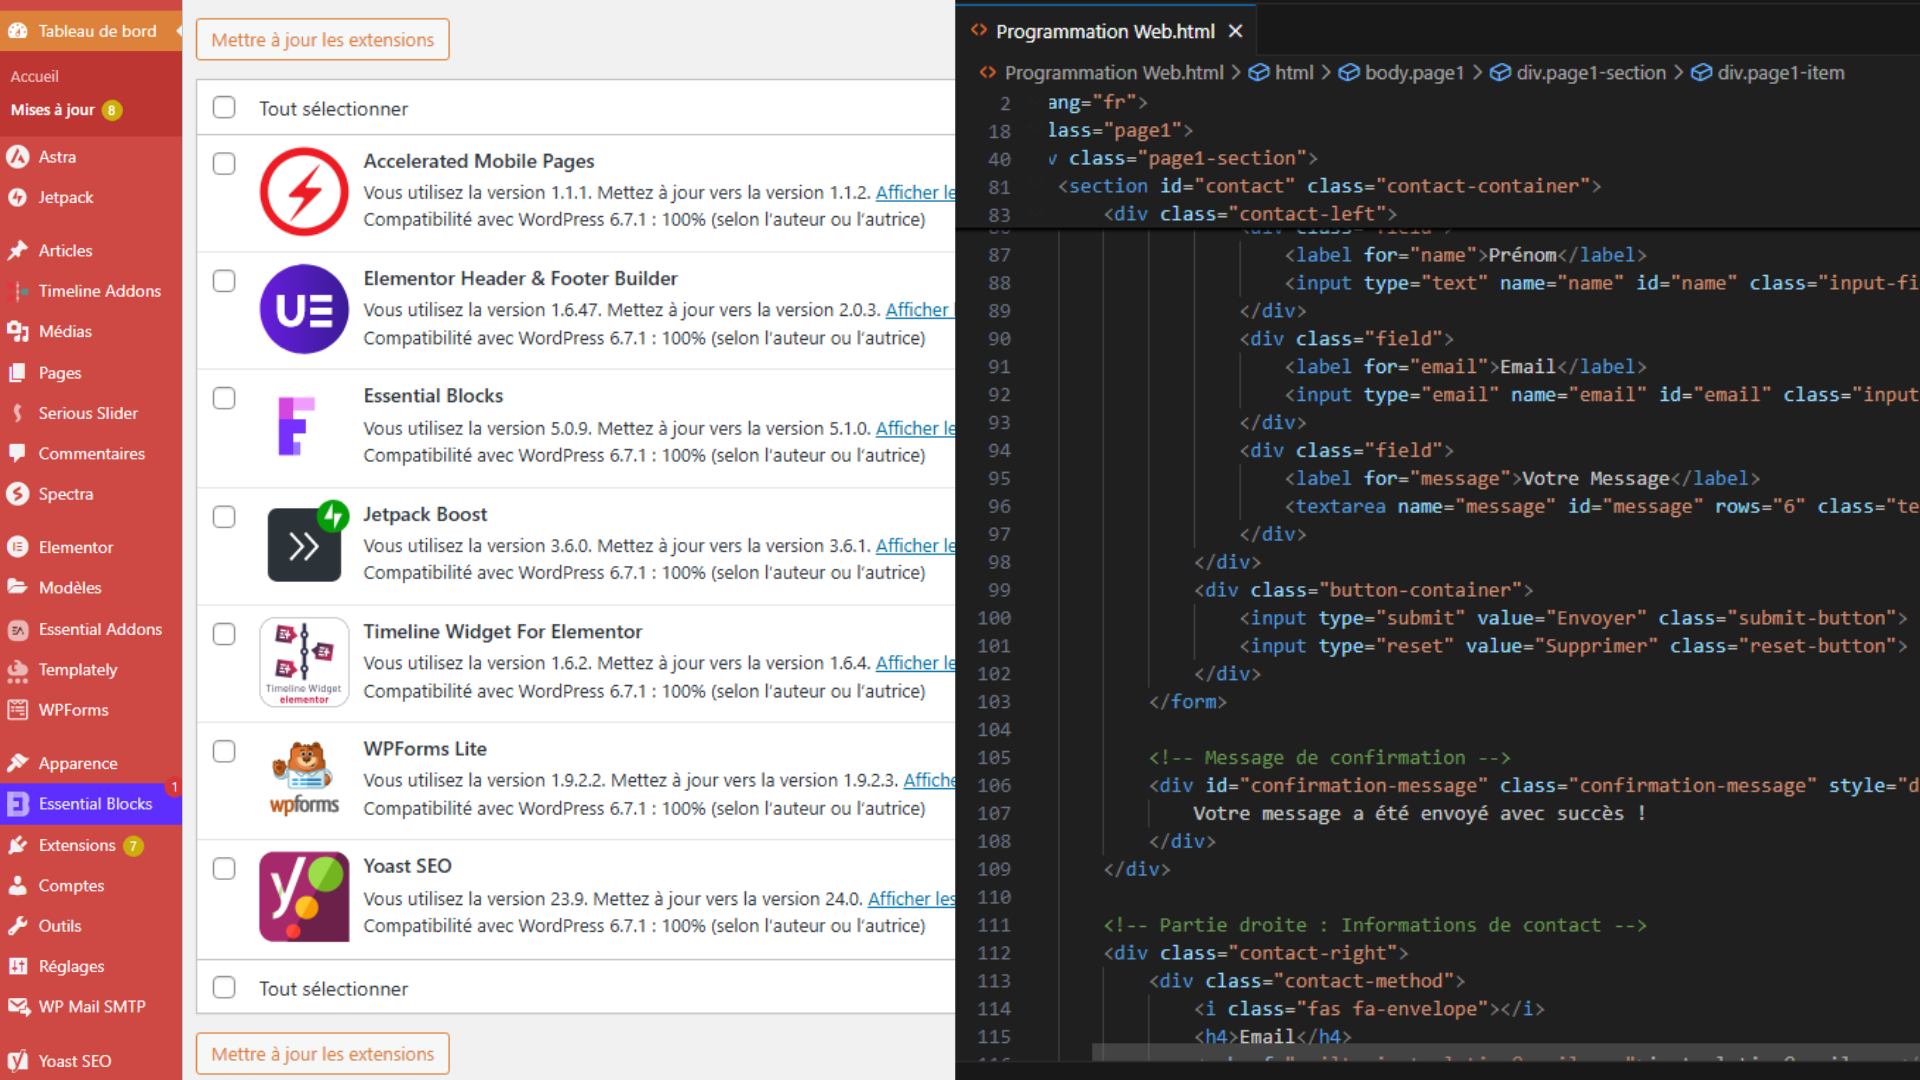 Tableau de bord
Accueil
Mises à jour 8
Astra
Jetpack
Articles
Timeline Addons
Médias
Pages
Serious Slider
Commentaires
Spectra
Elementor
Modèles
Essential Addons
Templately
WPForms
Apparence
Essential Blocks 1
Extensions 7
Comptes
Outils
Réglages
WP Mail SMTP
Yoast SEO
Mettre à jour les extensions
Tout sélectionner
Accelerated Mobile Pages
Vous utilisez la version 1.1.1. Mettez à jour vers la version 1.1.2. Afficher le
Compatibilité avec WordPress 6.7.1 : 100% (selon l'auteur ou l'autrice)
UE
Elementor Header & Footer Builder
Vous utilisez la version 1.6.47. Mettez à jour vers la version 2.0.3. Afficher
Compatibilité avec WordPress 6.7.1 : 100% (selon l'auteur ou l'autrice)
Essential Blocks
Vous utilisez la version 5.0.9. Mettez à jour vers la version 5.1.0. Afficher le
Compatibilité avec WordPress 6.7.1 : 100% (selon l'auteur ou l'autrice)
Jetpack Boost
Vous utilisez la version 3.6.0. Mettez à jour vers la version 3.6.1. Afficher le
Compatibilité avec WordPress 6.7.1 : 100% (selon l'auteur ou l'autrice)
Timeline Widget
elementor
Timeline Widget For Elementor
Vous utilisez la version 1.6.2. Mettez à jour vers la version 1.6.4. Afficher le
Compatibilité avec WordPress 6.7.1 : 100% (selon l'auteur ou l'autrice)
wpforms
WPForms Lite
Vous utilisez la version 1.9.2.2. Mettez à jour vers la version 1.9.2.3. Affiche
Compatibilité avec WordPress 6.7.1 : 100% (selon l'auteur ou l'autrice)
Yoast SEO
Vous utilisez la version 23.9. Mettez à jour vers la version 24.0. Afficher les
Compatibilité avec WordPress 6.7.1 : 100% (selon l'auteur ou l'autrice)
Tout sélectionner
Mettre à jour les extensions
Programmation Web.html
Programmation Web.html > html > body.page1 > div.page1-section > div.page1-item
2 ang="fr">
18 lass="page1">
40 v class="page1-section">
81 <section id="contact" class="contact-container">
83 <div class="contact-left">
87 <label for="name">Prénom</label>
88 <input type="text" name="name" id="name" class="input-fi
89 </div>
90 <div class="field">
91 <label for="email">Email</label>
92 <input type="email" name="email" id="email" class="input
93 </div>
94 <div class="field">
95 <label for="message">Votre Message</label>
96 <textarea name="message" id="message" rows="6" class="te
97 </div>
98 </div>
99 <div class="button-container">
100 <input type="submit" value="Envoyer" class="submit-button">
101 <input type="reset" value="Supprimer" class="reset-button">
102 </div>
103 </form>
104
105 <!-- Message de confirmation -->
106 <div id="confirmation-message" class="confirmation-message" style="d
107 Votre message a été envoyé avec succès !
108 </div>
109 </div>
110
111 <!-- Partie droite : Informations de contact -->
112 <div class="contact-right">
113 <div class="contact-method">
114 <i class="fas fa-envelope"></i>
115 <h4>Email</h4>